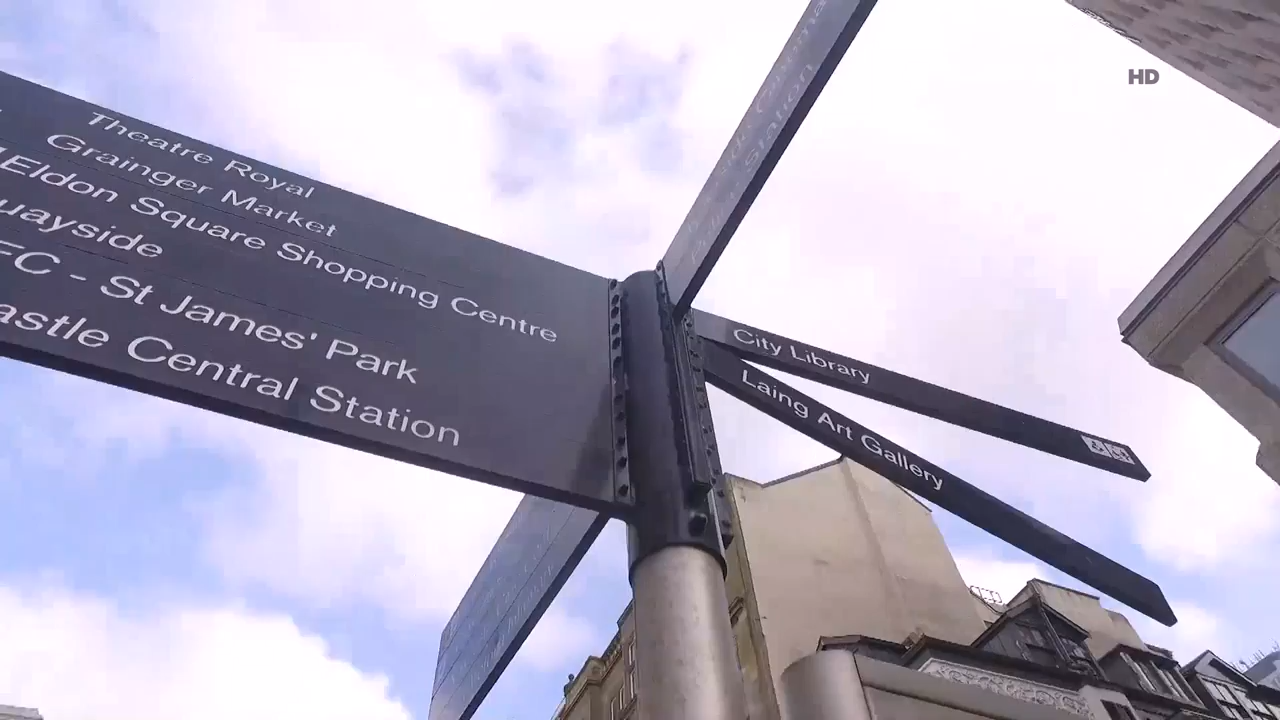 HD
Theatre Royal
Grainger Market
Eldon Square Shopping Centre
uayside
FC - St James' Park
astle Central Station
Station
City Library
Laing Art Gallery